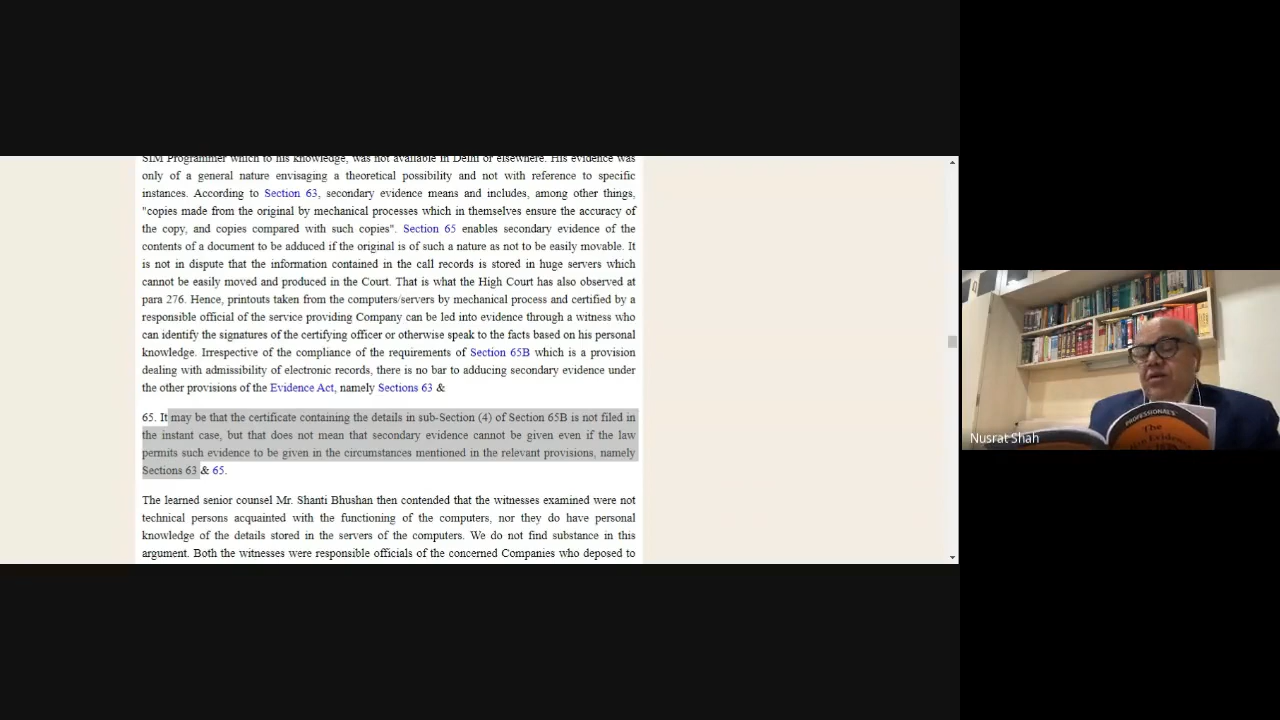 SIM Programmer which to his knowledge, was not available in Delhi or elsewhere. His evidence was
only of a general nature envisaging a theoretical possibility and not with reference to specific
instances. According to Section 63, secondary evidence means and includes, among other things,
"copies made from the original by mechanical processes which in themselves ensure the accuracy of
the copy, and copies compared with such copies". Section 65 enables secondary evidence of the
contents of a document to be adduced if the original is of such a nature as not to be easily movable. It
is not in dispute that the information contained in the call records is stored in huge servers which
cannot be easily moved and produced in the Court. That is what the High Court has also observed at
para 276. Hence, printouts taken from the computers/servers by mechanical process and certified by a
responsible official of the service providing Company can be led into evidence through a witness who
can identify the signatures of the certifying officer or otherwise speak to the facts based on his personal
knowledge. Irrespective of the compliance of the requirements of Section 65B which is a provision
dealing with admissibility of electronic records, there is no bar to adducing secondary evidence under
the other provisions of the Evidence Act, namely Sections 63 &
65. It may be that the certificate containing the details in sub-Section (4) of Section 65B is not filed in
the instant case, but that does not mean that secondary evidence cannot be given even if the law
permits such evidence to be given in the circumstances mentioned in the relevant provisions, namely
Sections 63 & 65.
The learned senior counsel Mr. Shanti Bhushan then contended that the witnesses examined were not
technical persons acquainted with the functioning of the computers, nor they do have personal
knowledge of the details stored in the servers of the computers. We do not find substance in this
argument. Both the witnesses were responsible officials of the concerned Companies who deposed to
Nusrat Shah
PROFESSIONAL'S
The
Evidence